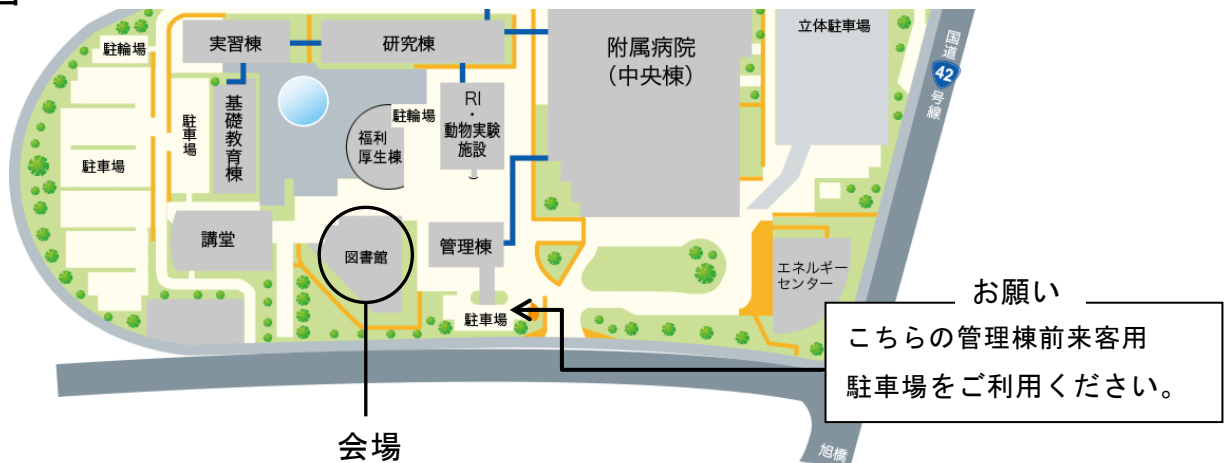 駐輪場
実習棟
研究棟
附属病院
（中央棟）
立体駐車場
国道
42
号線
駐車場
駐車場
基礎教育棟
福利
厚生棟
駐輪場
RI
・
動物実験
施設
講堂
図書館
管理棟
エネルギー
センター
駐車場
お願い
こちらの管理棟前来客用
駐車場をご利用ください。
会場
旭橋